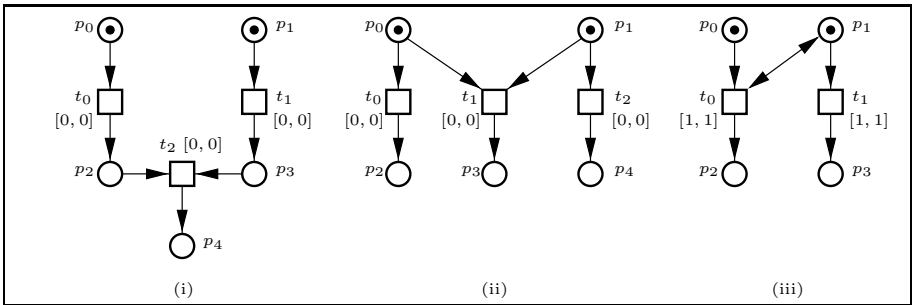 p0 p1 p0 p1 p0 p1
t0 t1 t0 t1 t2 t0 t1
[0, 0] [0, 0] [0, 0] [0, 0] [0, 0] [1, 1] [1, 1]
t2 [0, 0]
p2 p3 p2 p3 p4 p2 p3
p4
(i) (ii) (iii)